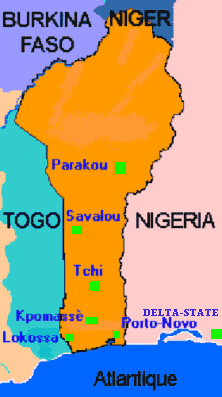 BURKINA NIGER
FASO
Parakou
TOGO Savalou NIGERIA
Tchi
DELTA-STATE
Kpomassè
Porto-Novo
Lokossa
Atlantique